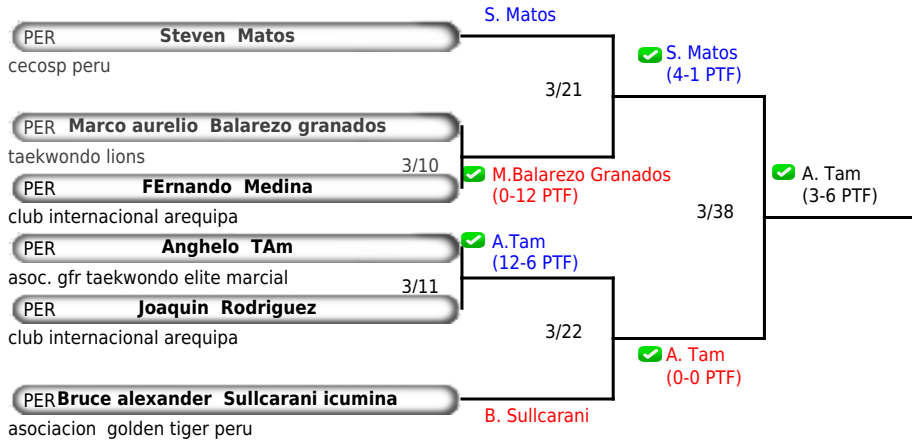 S. Matos
PER Steven Matos
cecosp peru
S. Matos
(4-1 PTF)
3/21
PER Marco aurelio Balarezo granados
taekwondo lions
3/10
M.Balarezo Granados
(0-12 PTF)
PER FErnando Medina
club internacional arequipa
A. Tam
(3-6 PTF)
3/38
PER Anghelo TAm
asoc. gfr taekwondo elite marcial
A.Tam
(12-6 PTF)
3/11
PER Joaquin Rodriguez
club internacional arequipa
3/22
A. Tam
(0-0 PTF)
PER Bruce alexander Sullcarani icumina
B. Sullcarani
asociacion golden tiger peru